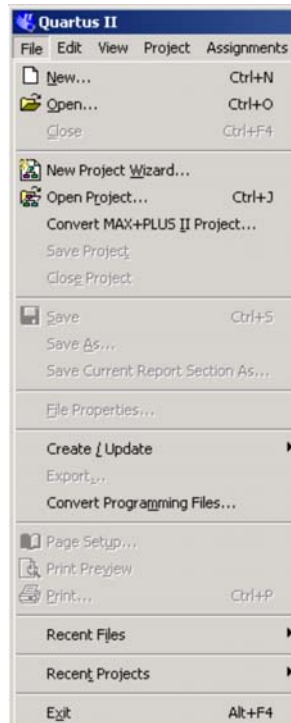 Quartus II
File Edit View Project Assignments
New... Ctrl+N
Open... Ctrl+O
Close Ctrl+F4
New Project Wizard...
Open Project... Ctrl+J
Convert MAX+PLUS II Project...
Save Project
Close Project
Save Ctrl+S
Save As...
Save Current Report Section As...
File Properties...
Create / Update
Export...
Convert Programming Files...
Page Setup...
Print Preview
Print... Ctrl+P
Recent Files
Recent Projects
Exit Alt+F4